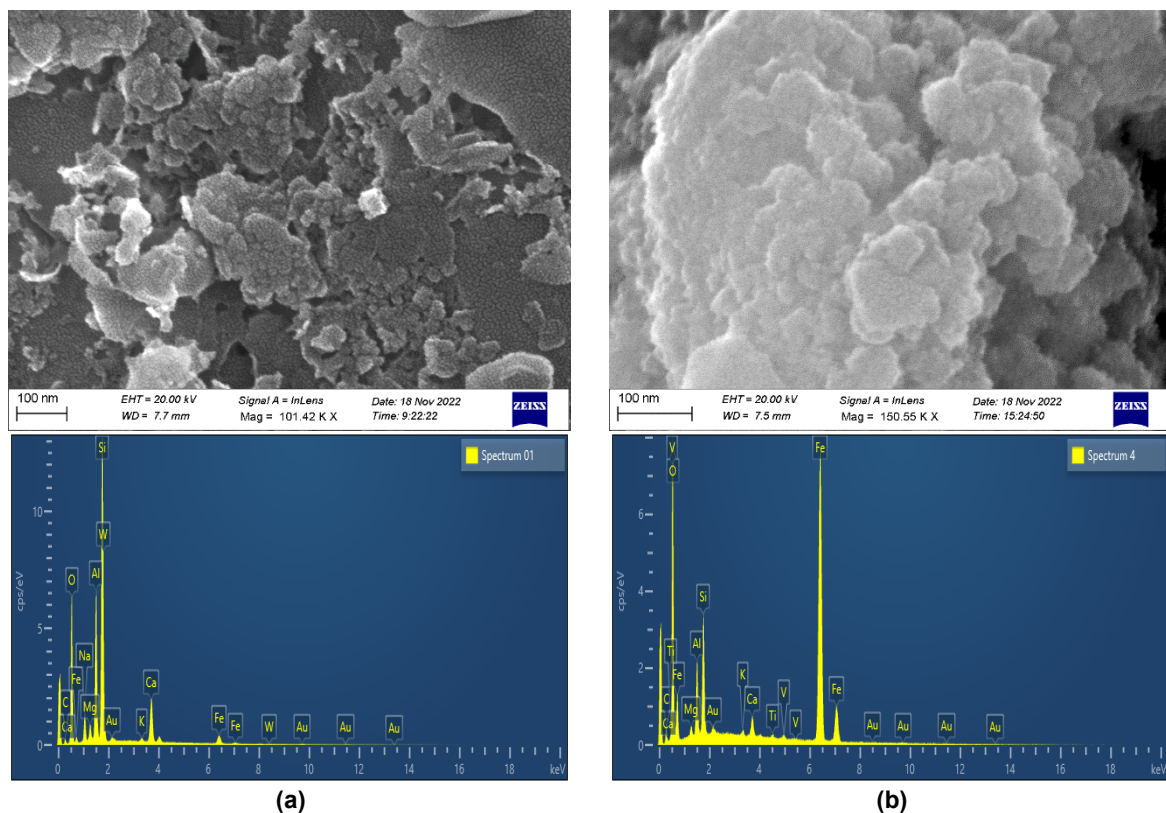 100 nm
EHT = 20.00 kV
WD = 7.7 mm
Signal A = InLens
Mag = 101.42 K X
Date: 18 Nov 2022
Time: 9:22:22
ZEISS
100 nm
EHT = 20.00 kV
WD = 7.5 mm
Signal A = InLens
Mag = 150.55 K X
Date: 18 Nov 2022
Time: 15:24:50
ZEISS
Spectrum 01
Si
W
O
Al
Na
Fe
Ca
C
Mg
Ca
Au
K
Fe
Fe
W
Au
Au
Au
cps/eV
10
5
0
0 2 4 6 8 10 12 14 16 18 keV
(a)
Spectrum 4
V
O
Fe
Si
Al
Ti
Fe
C
Ca
Mg
Au
K
Ca
Ti
V
V
Fe
Au
Au
Au
Au
cps/eV
6
4
2
0
0 2 4 6 8 10 12 14 16 18 keV
(b)